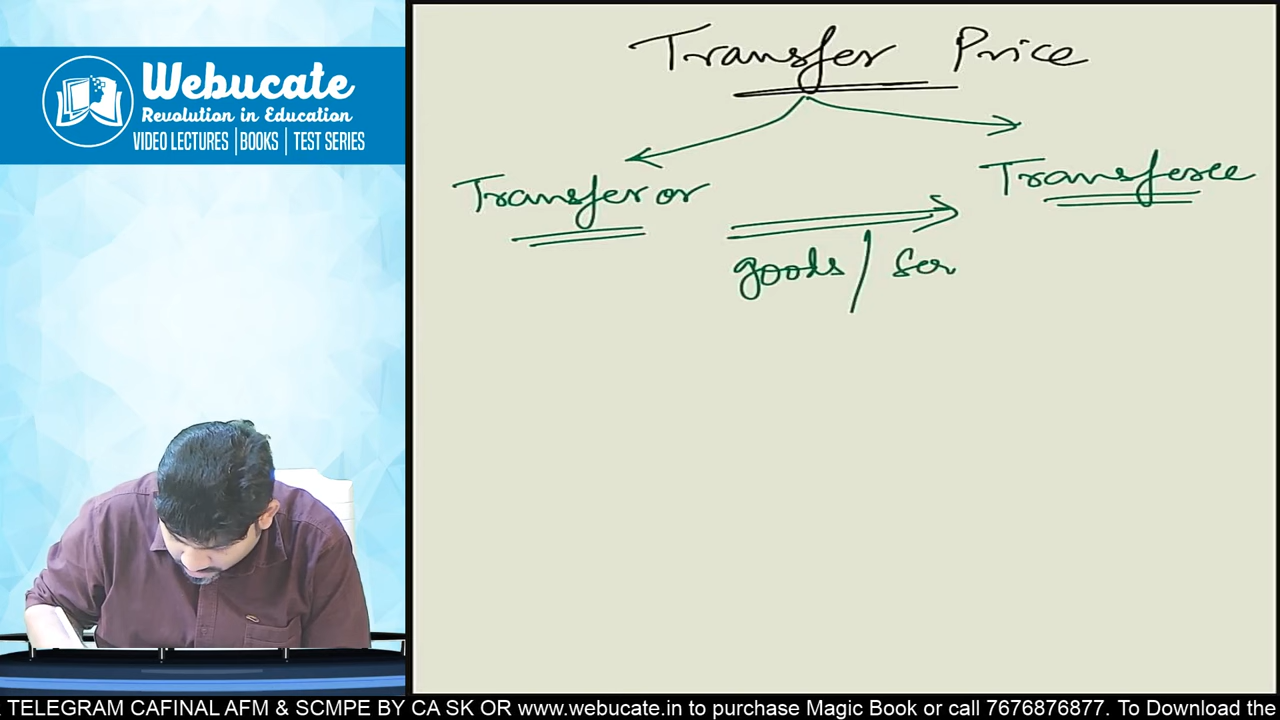 Webucate
Revolution in Education
VIDEO LECTURES | BOOKS | TEST SERIES
Transfer Price
Transferor
Transferee
goods / Ser
TELEGRAM CAFINAL AFM & SCMPE BY CA SK OR www.webucate.in to purchase Magic Book or call 7676876877. To Download the